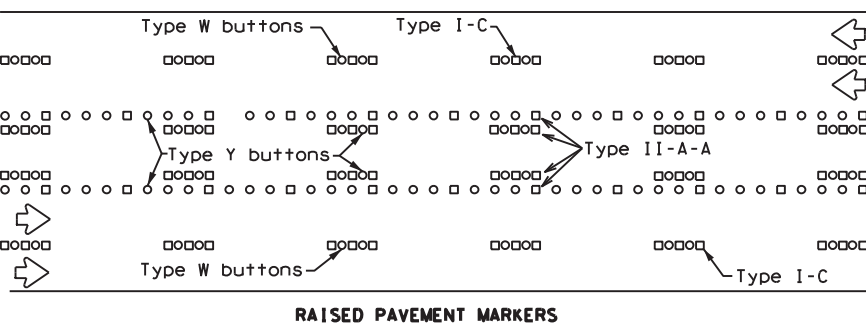 Type W buttons
Type I-C
Type Y buttons
Type II-A-A
Type W buttons
Type I-C
RAISED PAVEMENT MARKERS